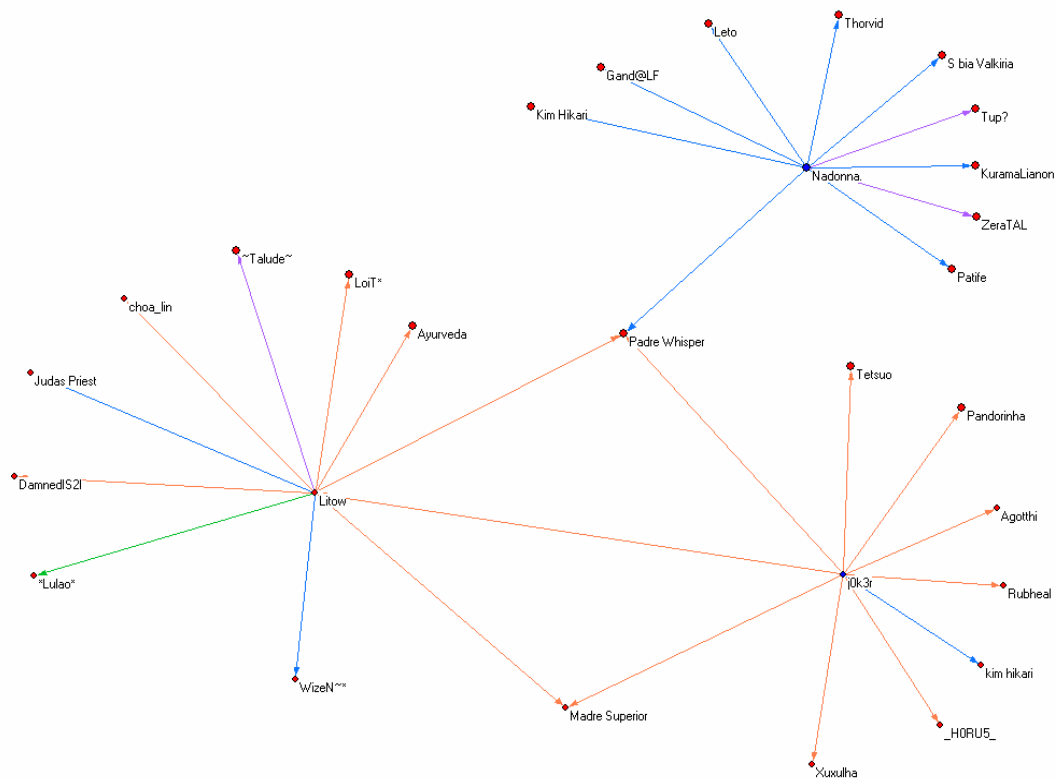 Thorvid
Leto
S bia Valkiria
Gand@LF
Kim Hikari
Tup?
KuramaLianon
Nadonna.
ZeraTAL
~Talude~
LoiT*
Patife
choa_lin
Ayurveda
Padre Whisper
Tetsuo
Judas Priest
Pandorinha
DamnedIS2I
Litow
Agotthi
*Lulao*
j0k3r
Rubheal
kim hikari
WizeN~*
Madre Superior
_H0RU5_
Xuxulha